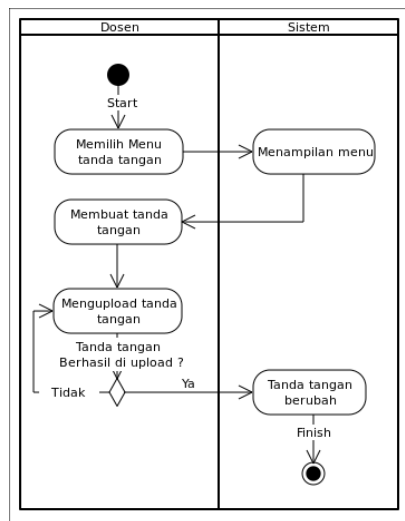 Dosen
Sistem
Start
Memilih Menu
tanda tangan
Menampilan menu
Membuat tanda
tangan
Mengupload tanda
tangan
Tanda tangan
Berhasil di upload ?
Tidak
Ya
Tanda tangan
berubah
Finish